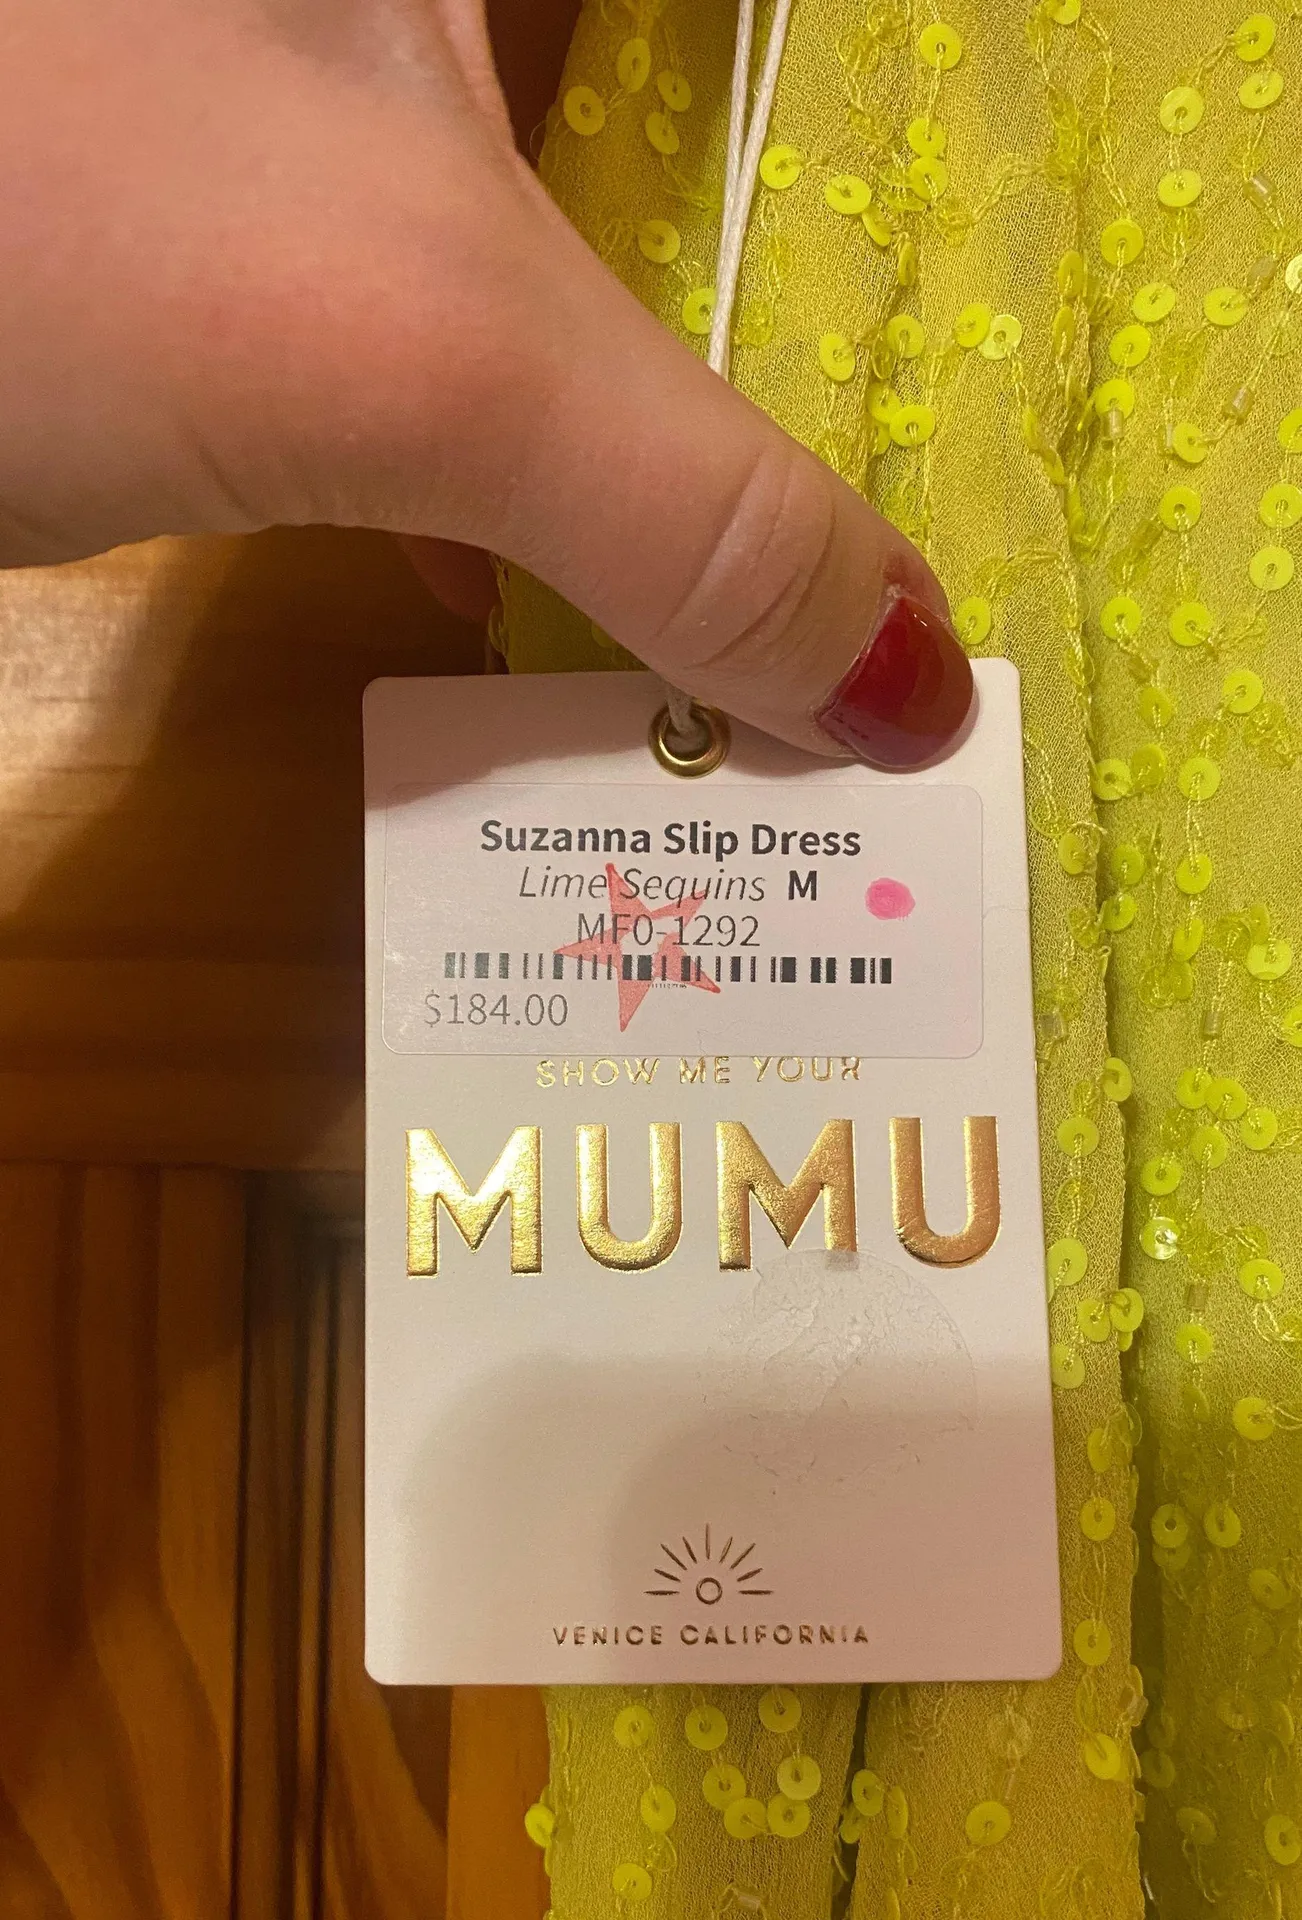 Suzanna Slip Dress
Lime Sequins M
MF0-1292
$184.00
SHOW ME YOUR
MUMU
VENICE CALIFORNIA